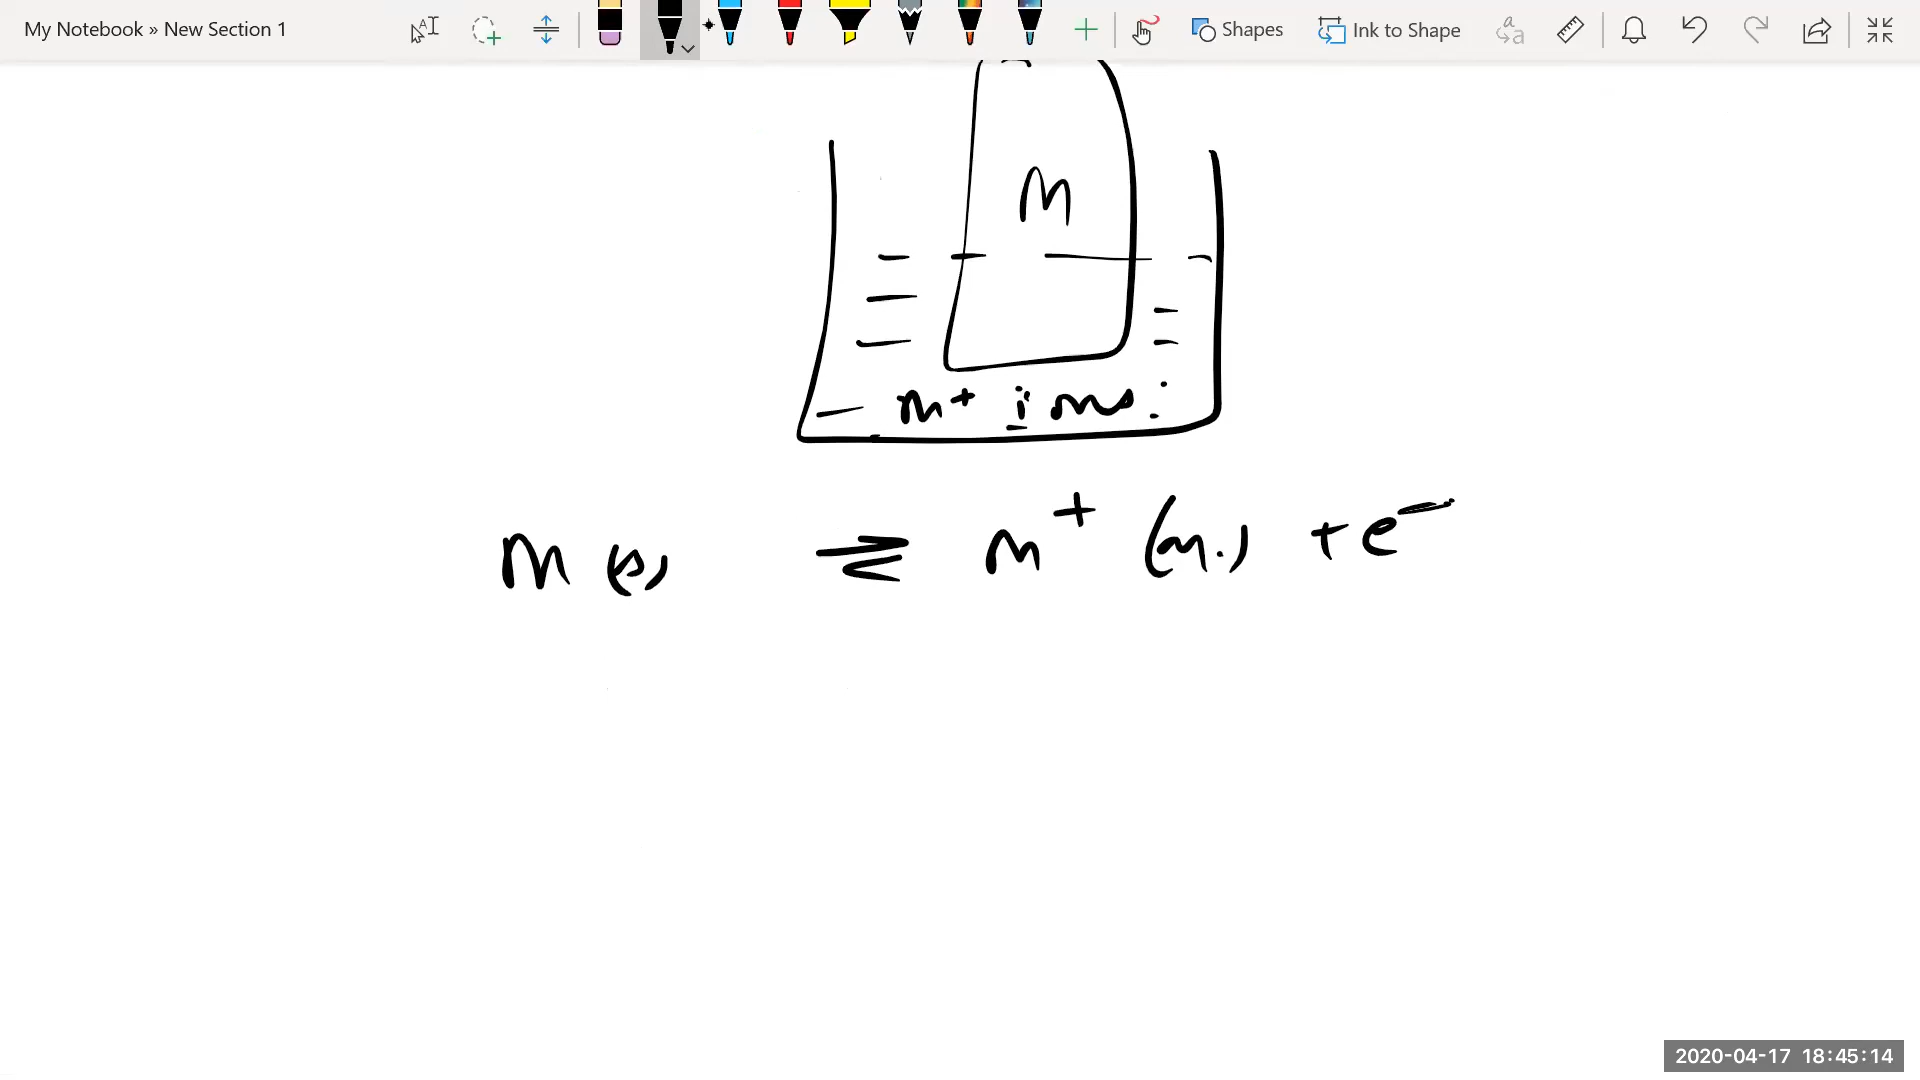 My Notebook » New Section 1
Shapes
Ink to Shape
M
M+ ions
M (s) ⇌ M+ (aq.) + e−
2020-04-17 18:45:14